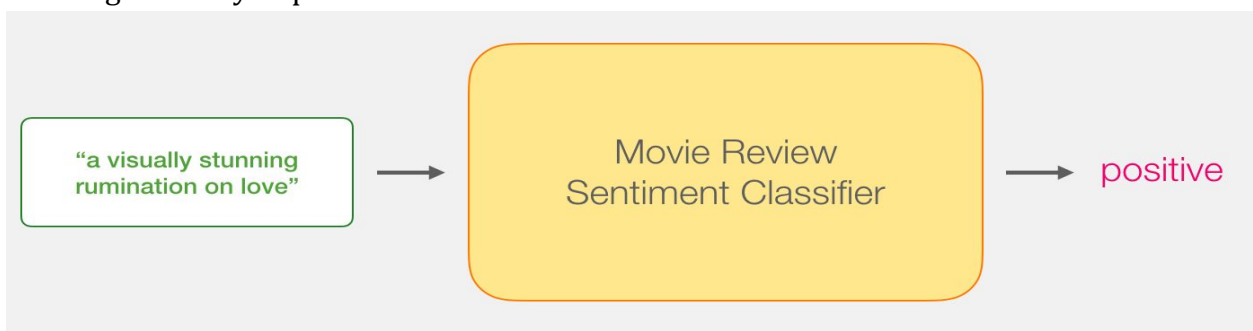 “a visually stunning
rumination on love”
Movie Review
Sentiment Classifier
positive